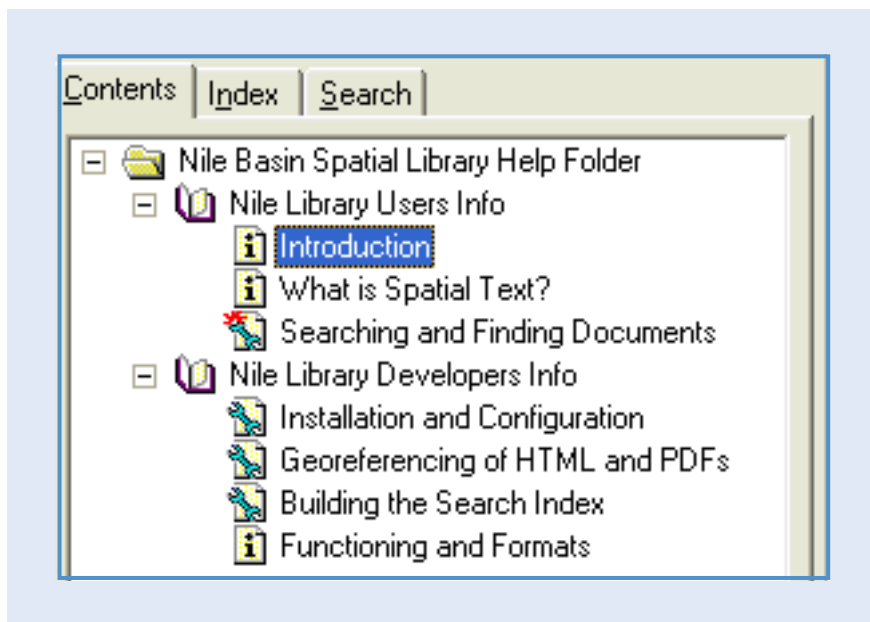 Contents Index Search
Nile Basin Spatial Library Help Folder
Nile Library Users Info
Introduction
What is Spatial Text?
Searching and Finding Documents
Nile Library Developers Info
Installation and Configuration
Georeferencing of HTML and PDFs
Building the Search Index
Functioning and Formats